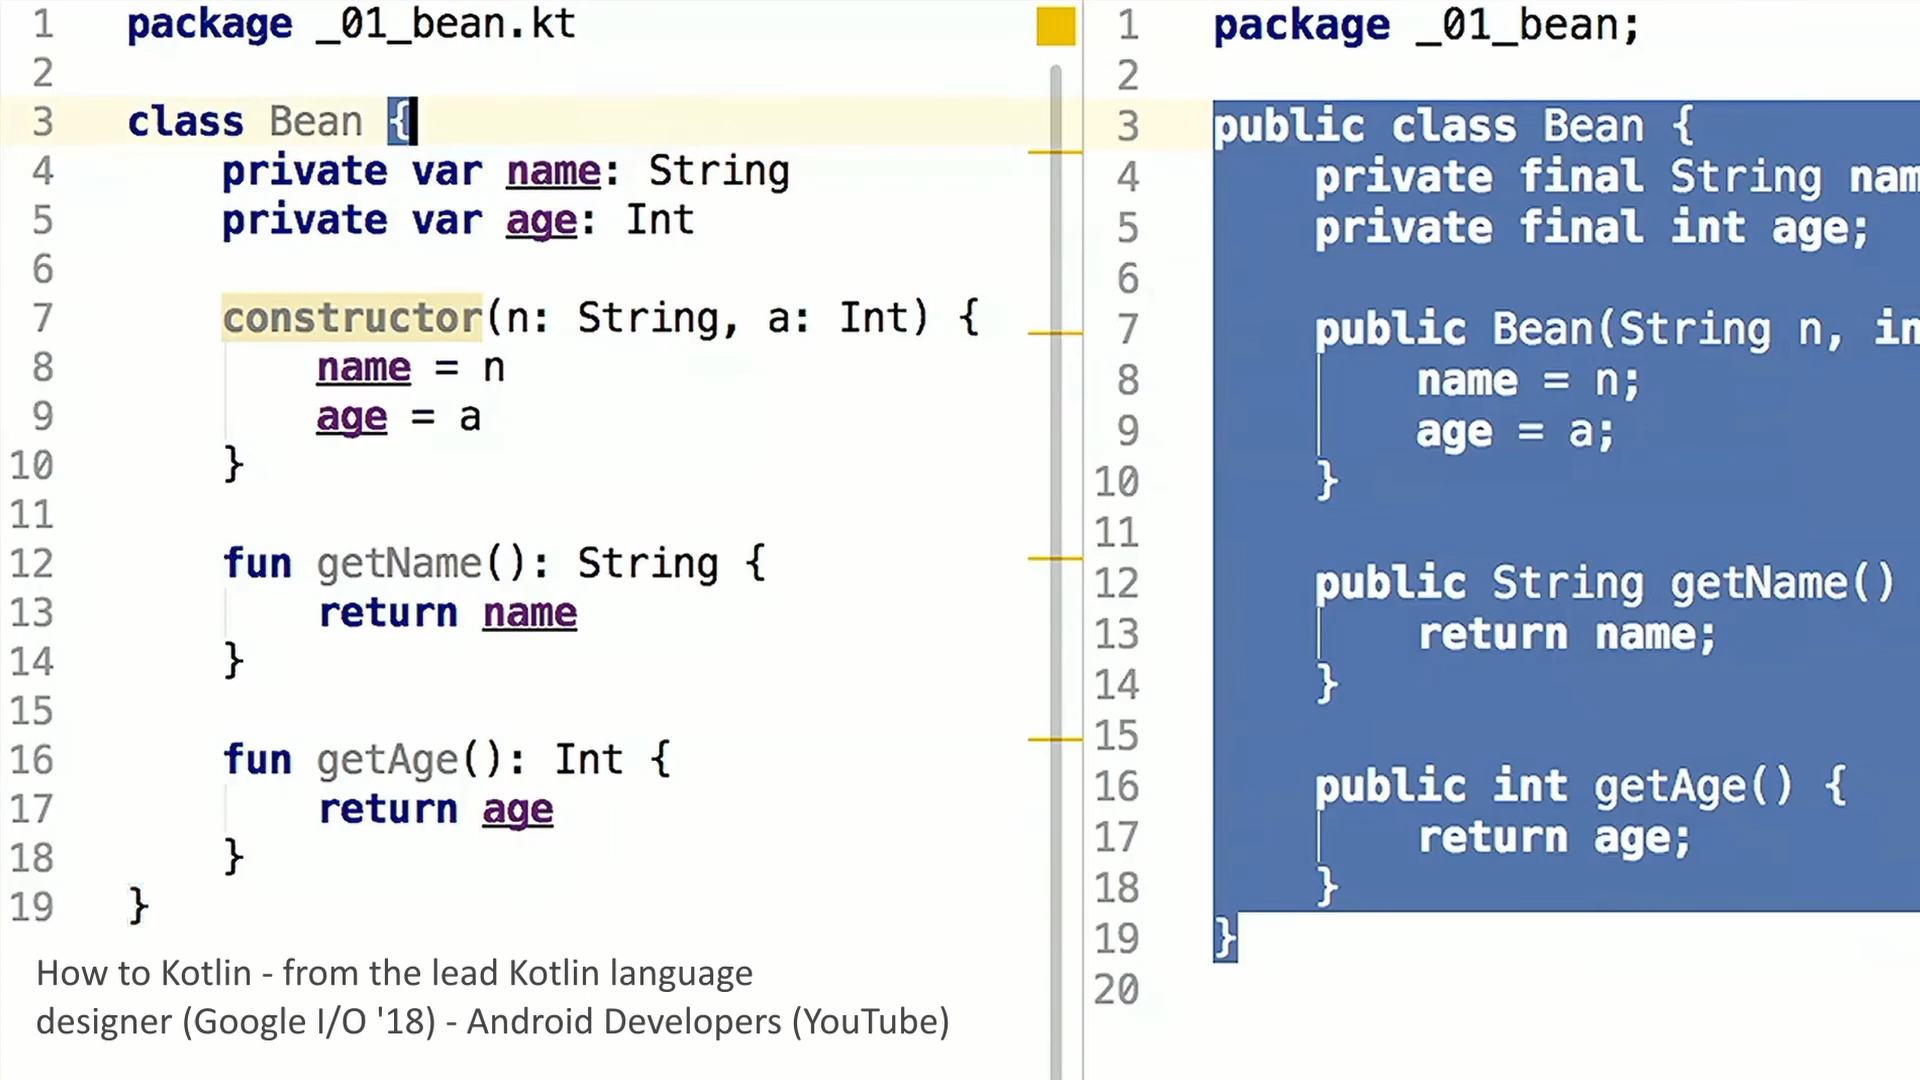 1 package _01_bean.kt
2
3 class Bean {
4 private var name: String
5 private var age: Int
6
7 constructor(n: String, a: Int) {
8 name = n
9 age = a
10 }
11
12 fun getName(): String {
13 return name
14 }
15
16 fun getAge(): Int {
17 return age
18 }
19 }
How to Kotlin - from the lead Kotlin language
designer (Google I/O '18) - Android Developers (YouTube)
1 package _01_bean;
2
3 public class Bean {
4 private final String nam
5 private final int age;
6
7 public Bean(String n, in
8 name = n;
9 age = a;
10 }
11
12 public String getName()
13 return name;
14 }
15
16 public int getAge() {
17 return age;
18 }
19 }
20